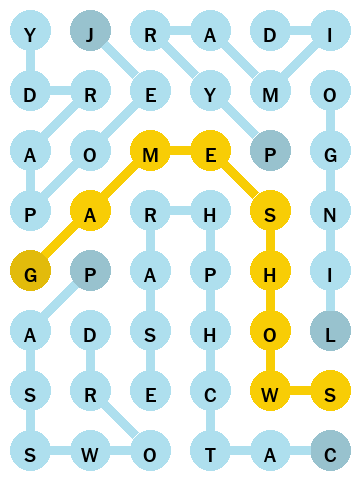 Y J R A D I
D R E Y M O
A O M E P G
P A R H S N
G P A P H I
A D S H O L
S R E C W S
S W O T A C